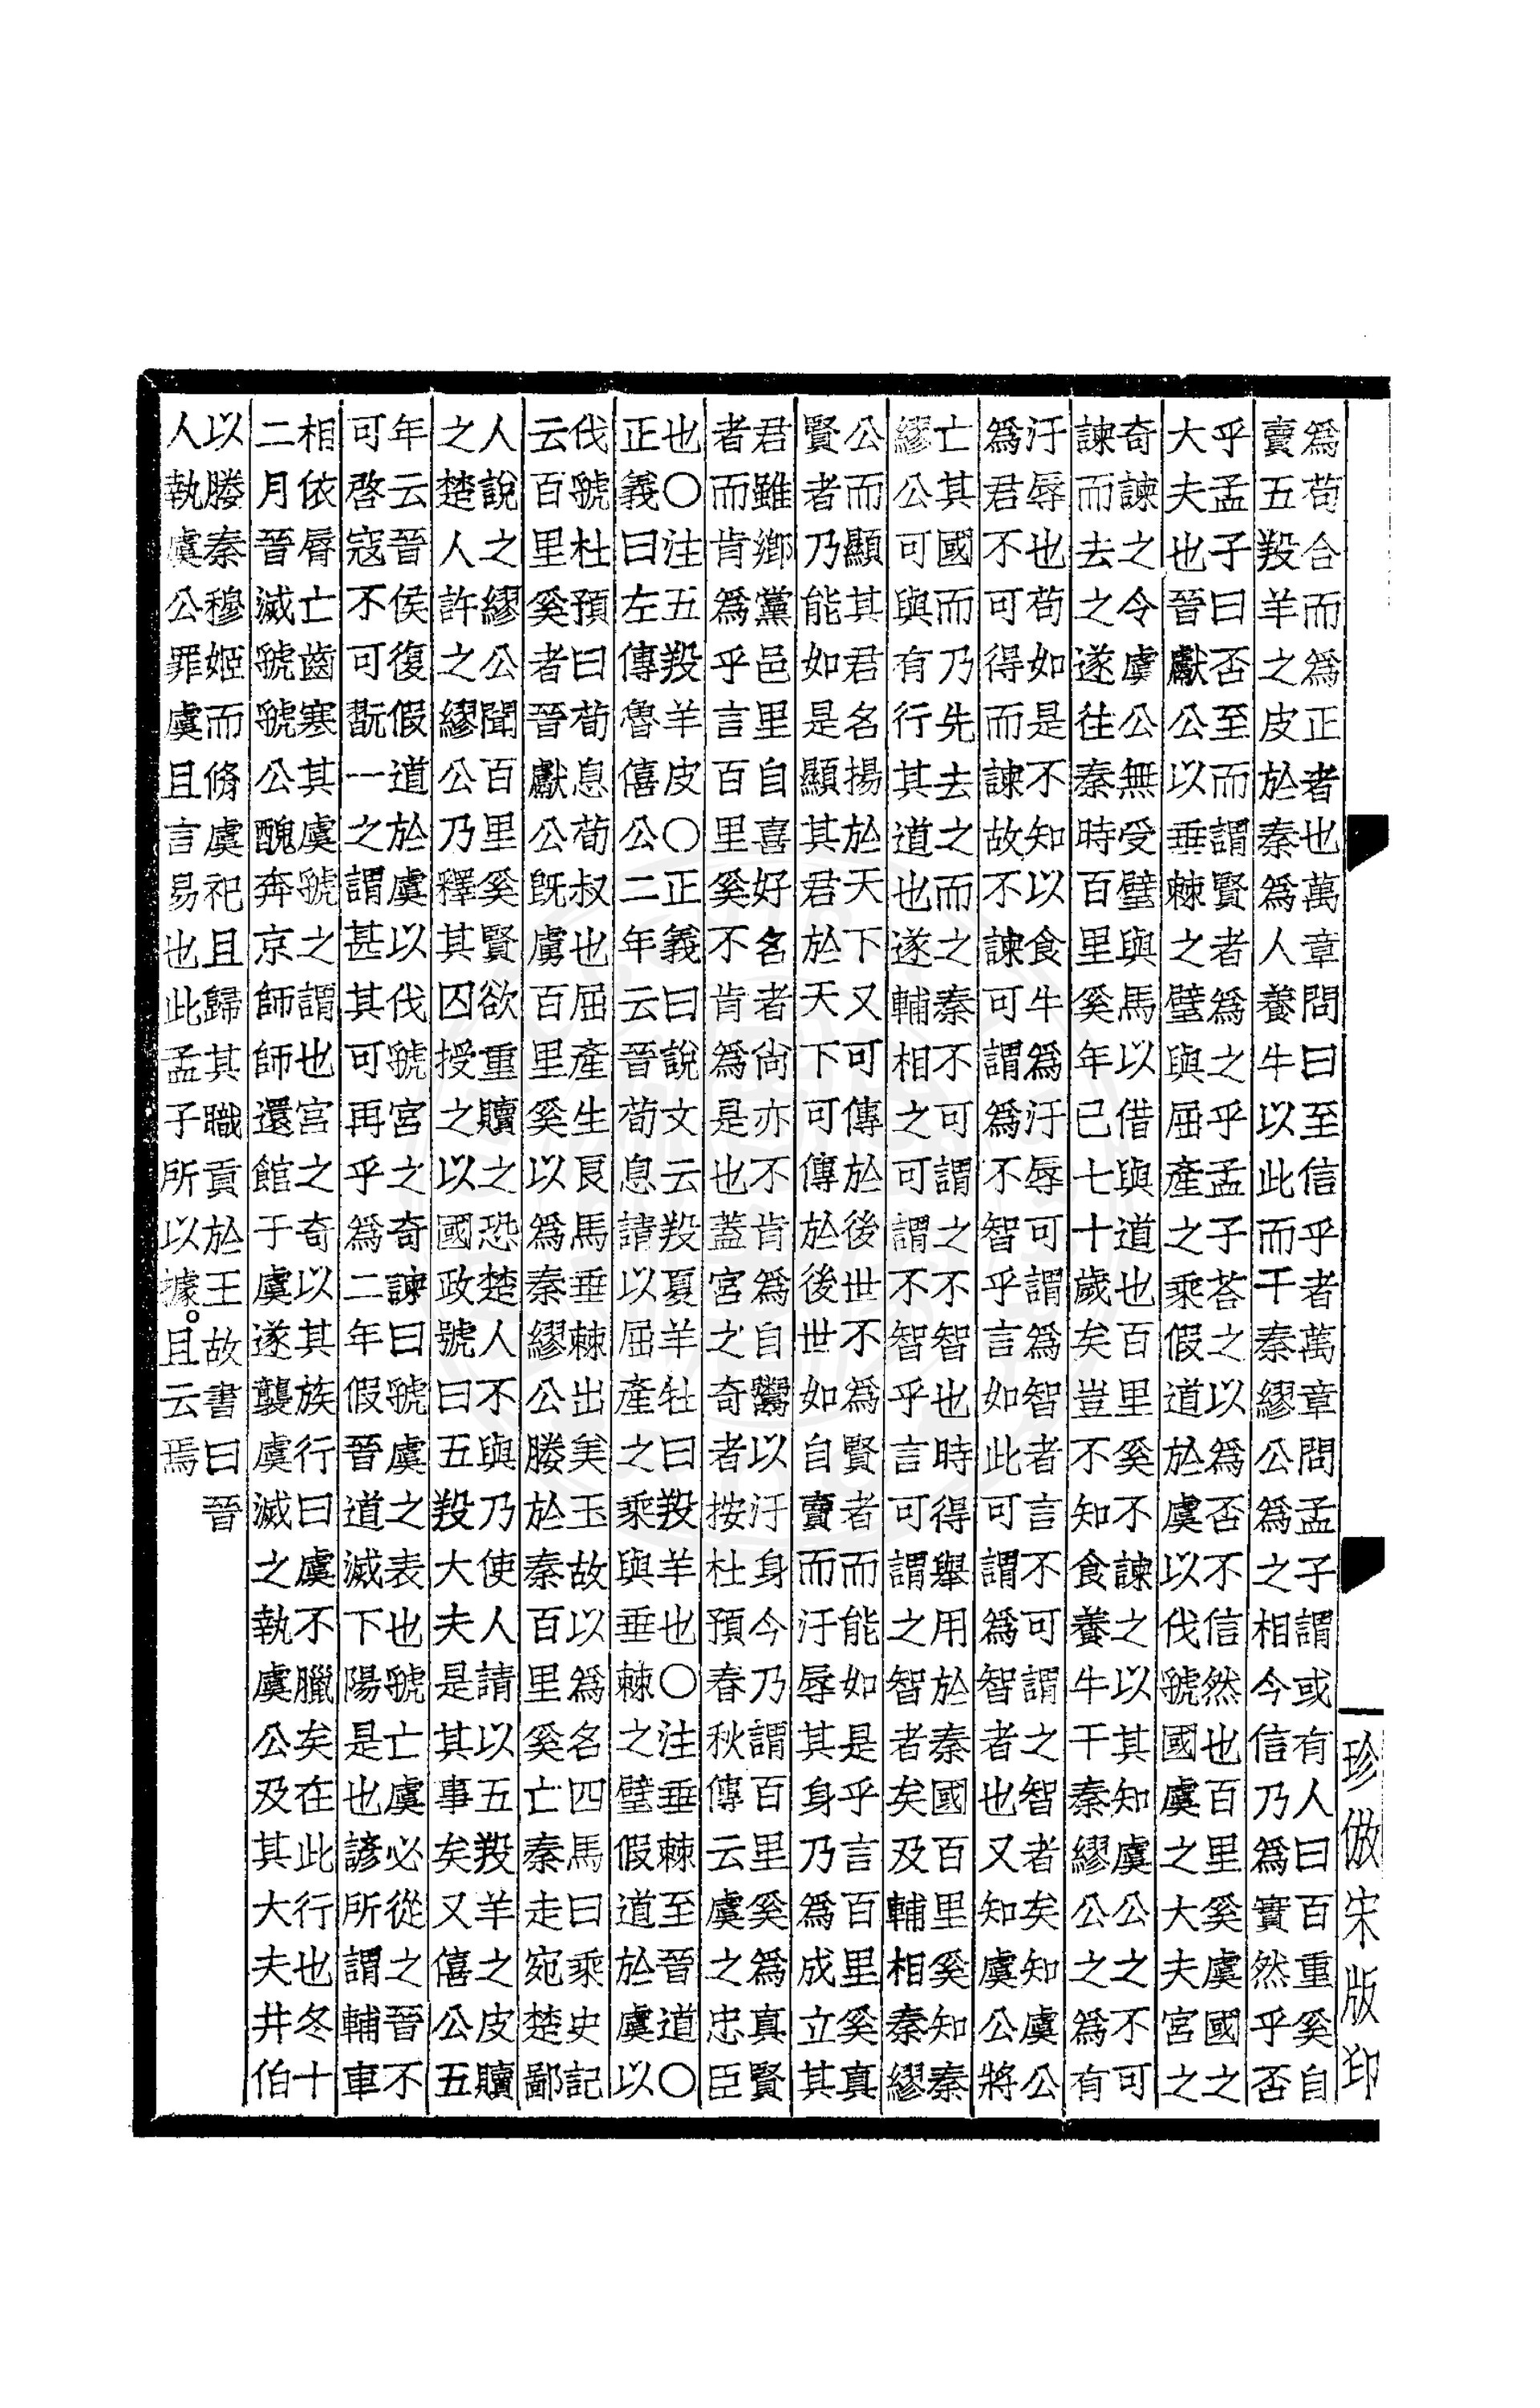 珍倣宋版印
爲苟合而爲正者也萬章問曰至信乎者萬章問孟子謂或有人曰百重奚自
賣五羖羊之皮於秦爲人養牛以此而干秦繆公爲之相今信乃爲實然乎否
乎孟子曰否至而謂賢者爲之乎孟子荅之以爲否不信然也百里奚虞國之
大夫也晉獻公以垂棘之璧與屈產之乘假道於虞以伐虢國虞之大夫宮之
奇諫之令虞公無受璧與馬以借與道也百里奚不諫之以其知虞公之不可
諫而去之遂往秦時百里奚年已七十歲矣豈不知食養牛干秦繆公之爲有
汙辱也苟如是不知以食牛爲汙辱可謂爲智者言不可謂之智者矣知虞公
爲君不可得而諫故不諫可謂爲不智乎言如此可謂爲智者也又知虞公將
亡其國而乃先去之而之秦不可謂之不智也時得舉用於秦國百里奚知秦
繆公可與有行其道也遂輔相之可謂不智乎言可謂之智者矣及輔相秦繆
公而顯其君名揚於天下又可傳於後世不爲賢者而能如是乎言百里奚真
賢者乃能如是顯其君於天下可傳於後世如自賣而汙辱其身乃爲成立其
君雖鄉黨邑里自喜好名者尚亦不肯爲自鬻以汙身今乃謂百里奚爲真賢
者而肯爲乎言百里奚不肯爲是也蓋宮之奇者按杜預春秋傳云虞之忠臣
也○注五羖羊皮○正義曰說文云羖夏羊牡曰羖羊也○注垂棘至晉道○
正義曰左傳魯僖公二年云晉荀息請以屈產之乘與垂棘之璧假道於虞以
伐虢杜預曰荀息荀叔也屈產生良馬垂棘出美玉故以爲名四馬曰乘史記
云百里奚者晉獻公旣虜百里奚以爲秦繆公媵於秦百里奚亡秦走宛楚鄙
人說之繆公聞百里奚賢欲重贖之恐楚人不與乃使人請以五羖羊之皮贖
之楚人許之繆公乃釋其囚授之以國政號曰五羖大夫是其事矣又僖公五
年云晉侯復假道於虞以伐虢宮之奇諫曰虢虞之表也虢亡虞必從之晉不
可啓寇不可翫一之謂甚其可再乎爲二年假晉道滅下陽是也諺所謂輔車
相依脣亡齒寒其虞虢之謂也宮之奇以其族行曰虞不臘矣在此行也冬十
二月晉滅虢虢公醜奔京師師還館于虞遂襲虞滅之執虞公及其大夫井伯
以媵秦穆姬而脩虞祀且歸其職貢於王故書曰晉
人執虞公罪虞且言易也此孟子所以據。且云焉